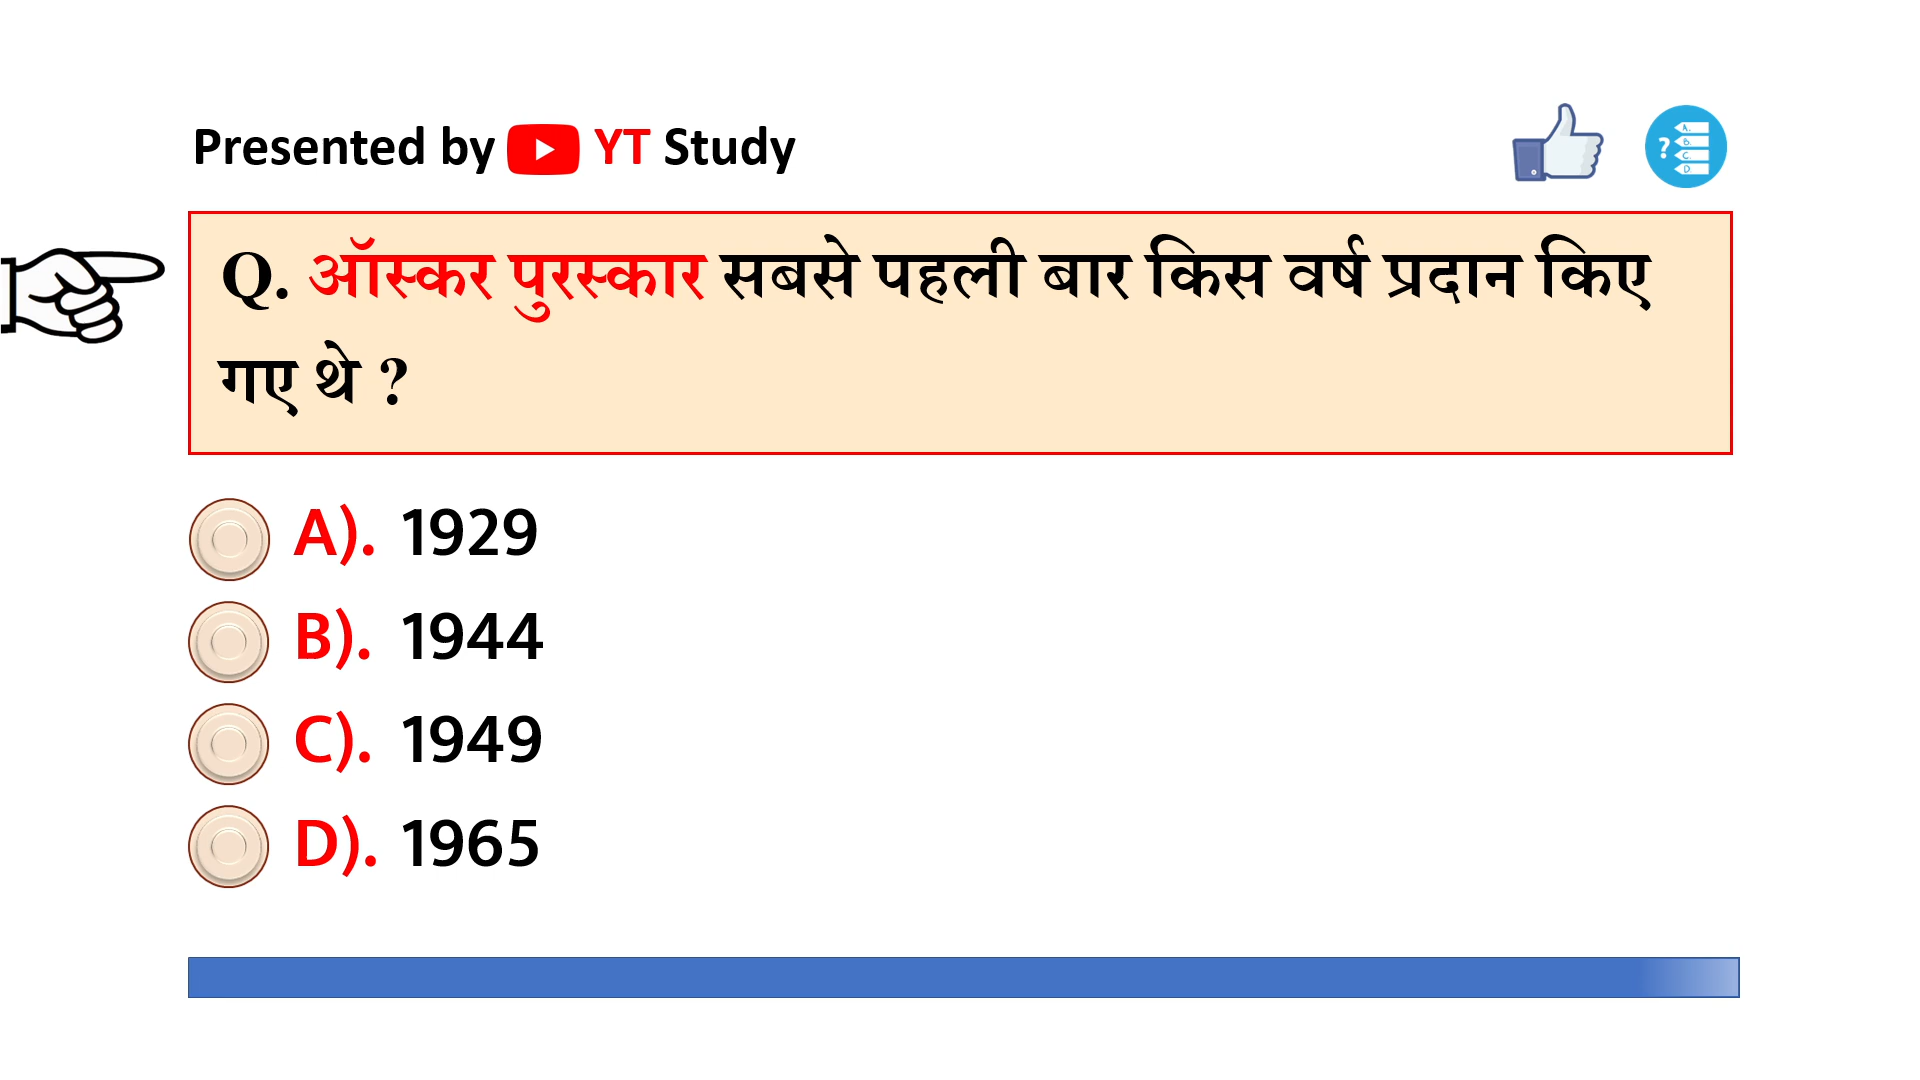 Presented by YT Study
Q. ऑस्कर पुरस्कार सबसे पहली बार किस वर्ष प्रदान किए
गए थे ?
A). 1929
B). 1944
C). 1949
D). 1965
? A. B. C. D.